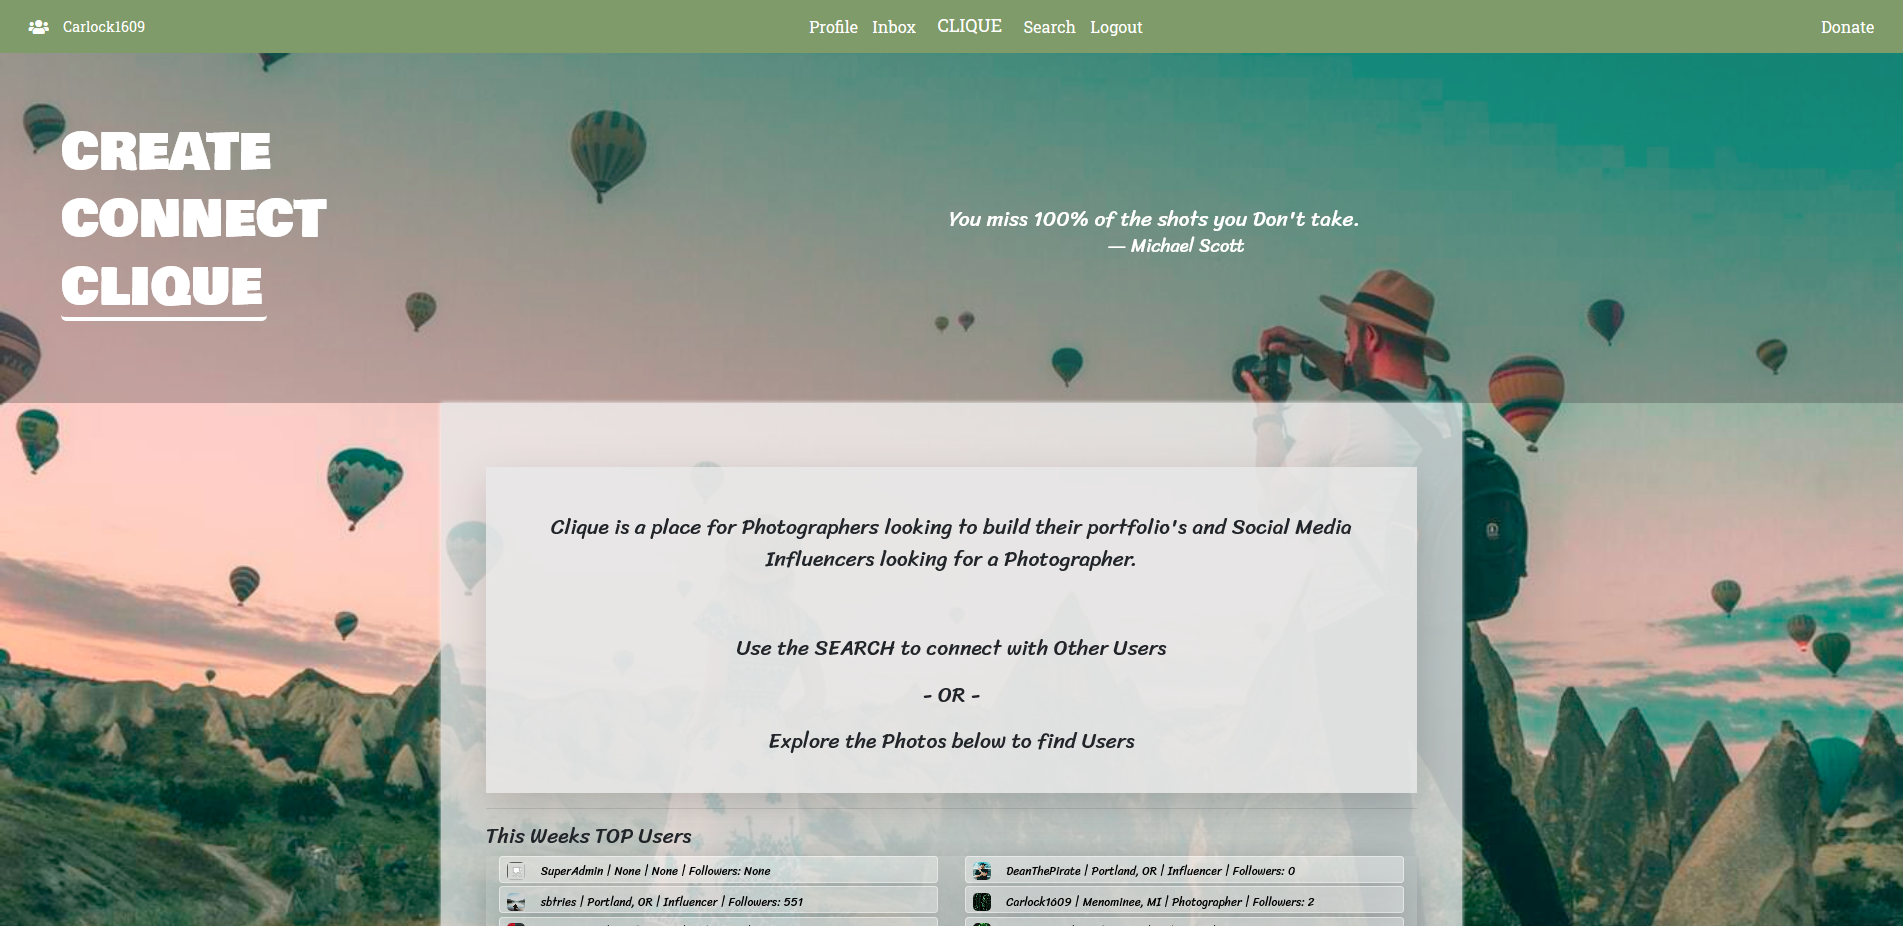 Carlock1609
Profile Inbox CLIQUE Search Logout
Donate
CREATE
CONNECT
CLIQUE
You miss 100% of the shots you Don't take.
— Michael Scott
Clique is a place for Photographers looking to build their portfolio's and Social Media
Influencers looking for a Photographer.
Use the SEARCH to connect with Other Users
- OR -
Explore the Photos below to find Users
This Weeks TOP Users
SuperAdmin | None | None | Followers: None
DeanThePirate | Portland, OR | Influencer | Followers: 0
sbtries | Portland, OR | Influencer | Followers: 551
Carlock1609 | Menominee, MI | Photographer | Followers: 2